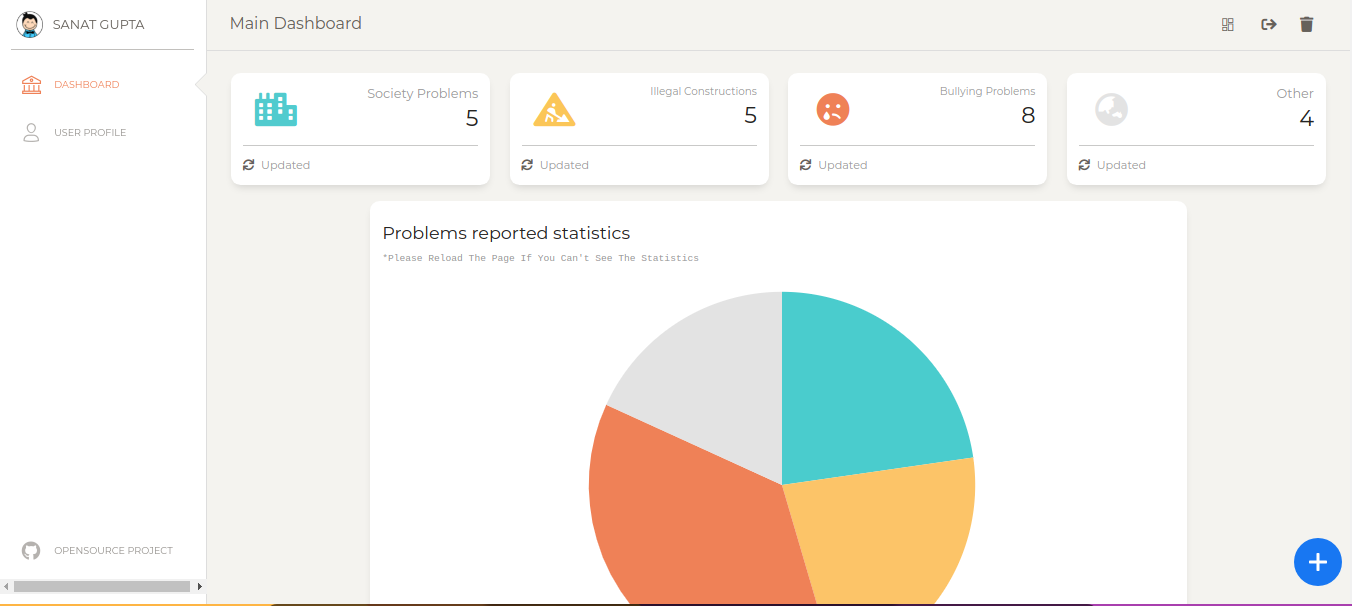 SANAT GUPTA
DASHBOARD
USER PROFILE
OPENSOURCE PROJECT
Main Dashboard
Society Problems
5
Updated
Illegal Constructions
5
Updated
Bullying Problems
8
Updated
Other
4
Updated
Problems reported statistics
*Please Reload The Page If You Can't See The Statistics